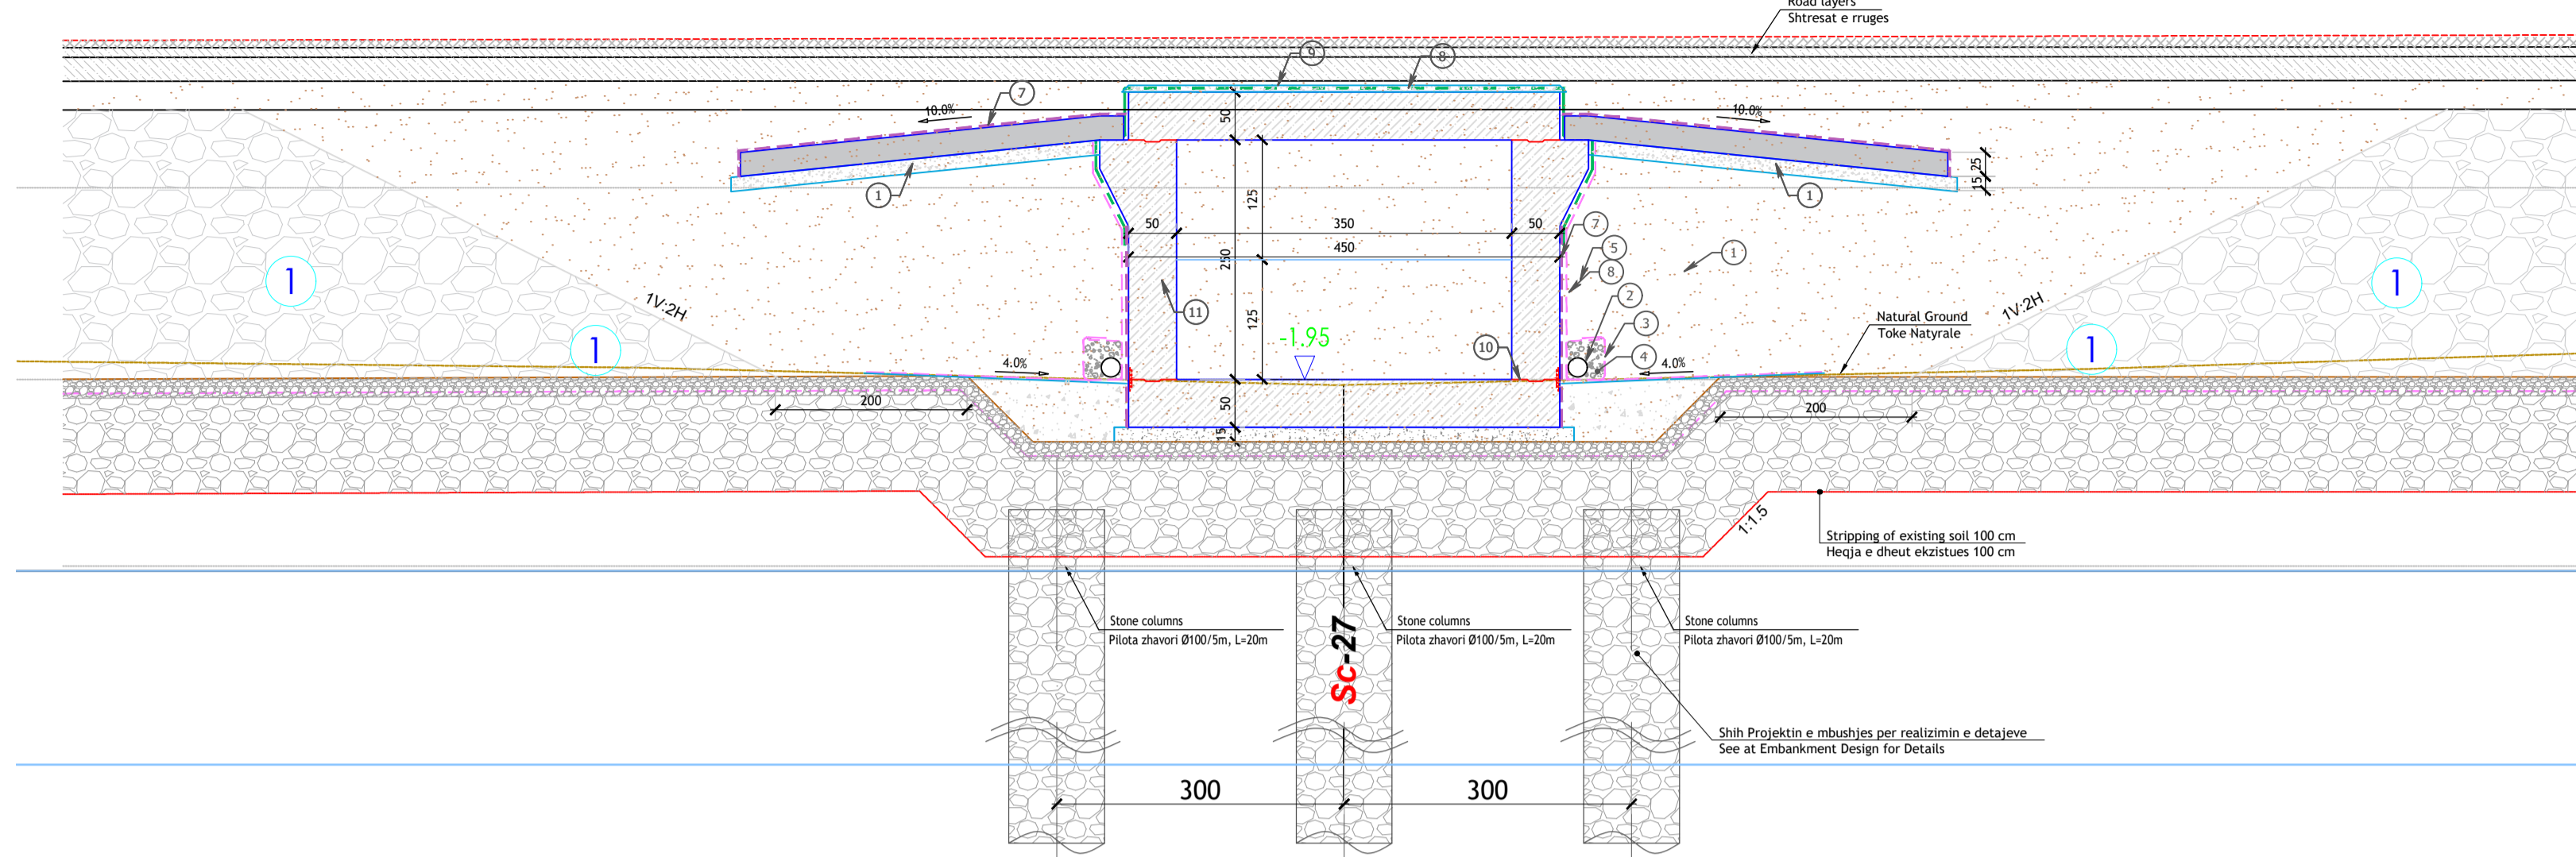 Road layers
Shtresat e rruges
9
8
7
10.0%
10.0%
50
25
15
1
1
125
50
350
50
7
450
5
250
8
1
1
1
1V:2H
1V:2H
11
2
125
3
Natural Ground
Toke Natyrale
-1.95
10
4
1
1
4.0%
4.0%
200
50
200
15
1:1.5
Stripping of existing soil 100 cm
Heqja e dheut ekzistues 100 cm
Stone columns
Pilota zhavori Ø100/5m, L=20m
Stone columns
Pilota zhavori Ø100/5m, L=20m
Stone columns
Pilota zhavori Ø100/5m, L=20m
Sc-27
Shih Projektin e mbushjes per realizimin e detajeve
See at Embankment Design for Details
300
300